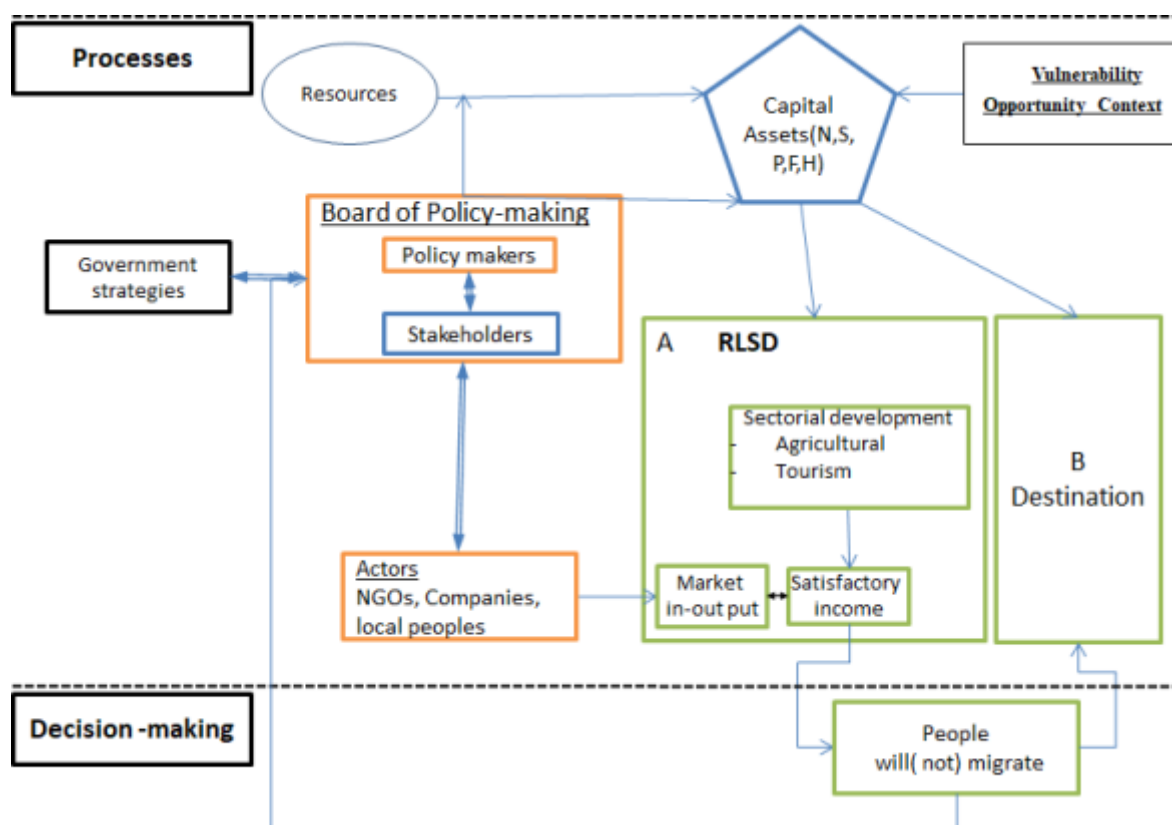 Processes
Resources
Capital
Assets(N,S,
P,F,H)
Vulnerability
Opportunity Context
Board of Policy-making
Policy makers
Stakeholders
Government
strategies
A RLSD
Sectorial development
- Agricultural
- Tourism
B
Destination
Actors
NGOs, Companies,
local peoples
Market
in-out put
Satisfactory
income
Decision -making
People
will( not) migrate